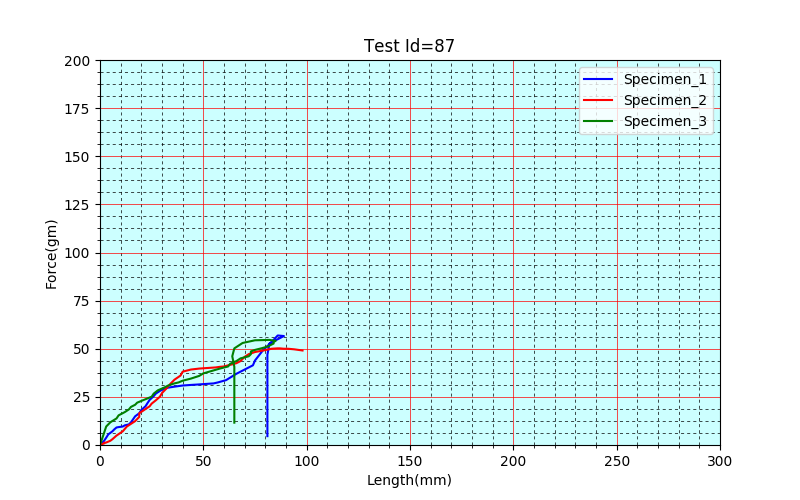 Test Id=87
Specimen_1
Specimen_2
Specimen_3
200
175
150
125
100
75
50
25
0
Force(gm)
0 50 100 150 200 250 300
Length(mm)